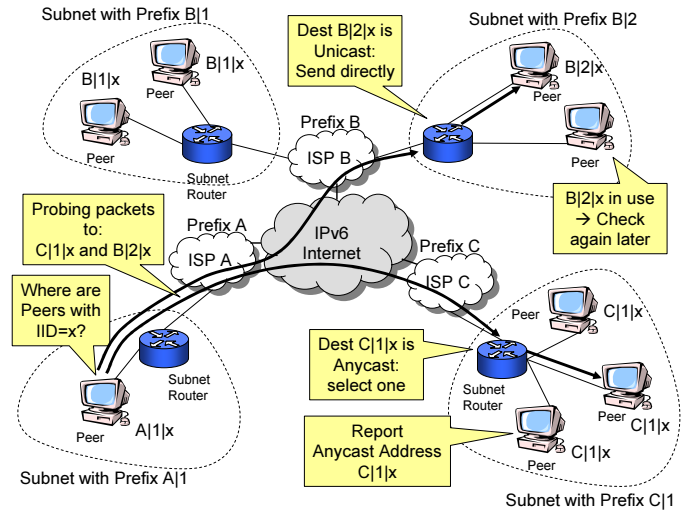 Subnet with Prefix B|1
B|1|x
B|1|x
Peer
Peer
Subnet
Router
Dest B|2|x is
Unicast:
Send directly
Subnet with Prefix B|2
B|2|x
Peer
Peer
B|2|x in use
→ Check
again later
Prefix B
ISP B
Probing packets
to:
C|1|x and B|2|x
Prefix A
ISP A
IPv6
Internet
Prefix C
ISP C
Where are
Peers with
IID=x?
Subnet
Router
Peer
A|1|x
Subnet with Prefix A|1
Dest C|1|x is
Anycast:
select one
Peer
C|1|x
Subnet
Router
Peer
C|1|x
Report
Anycast Address
C|1|x
C|1|x
Peer
Subnet with Prefix C|1